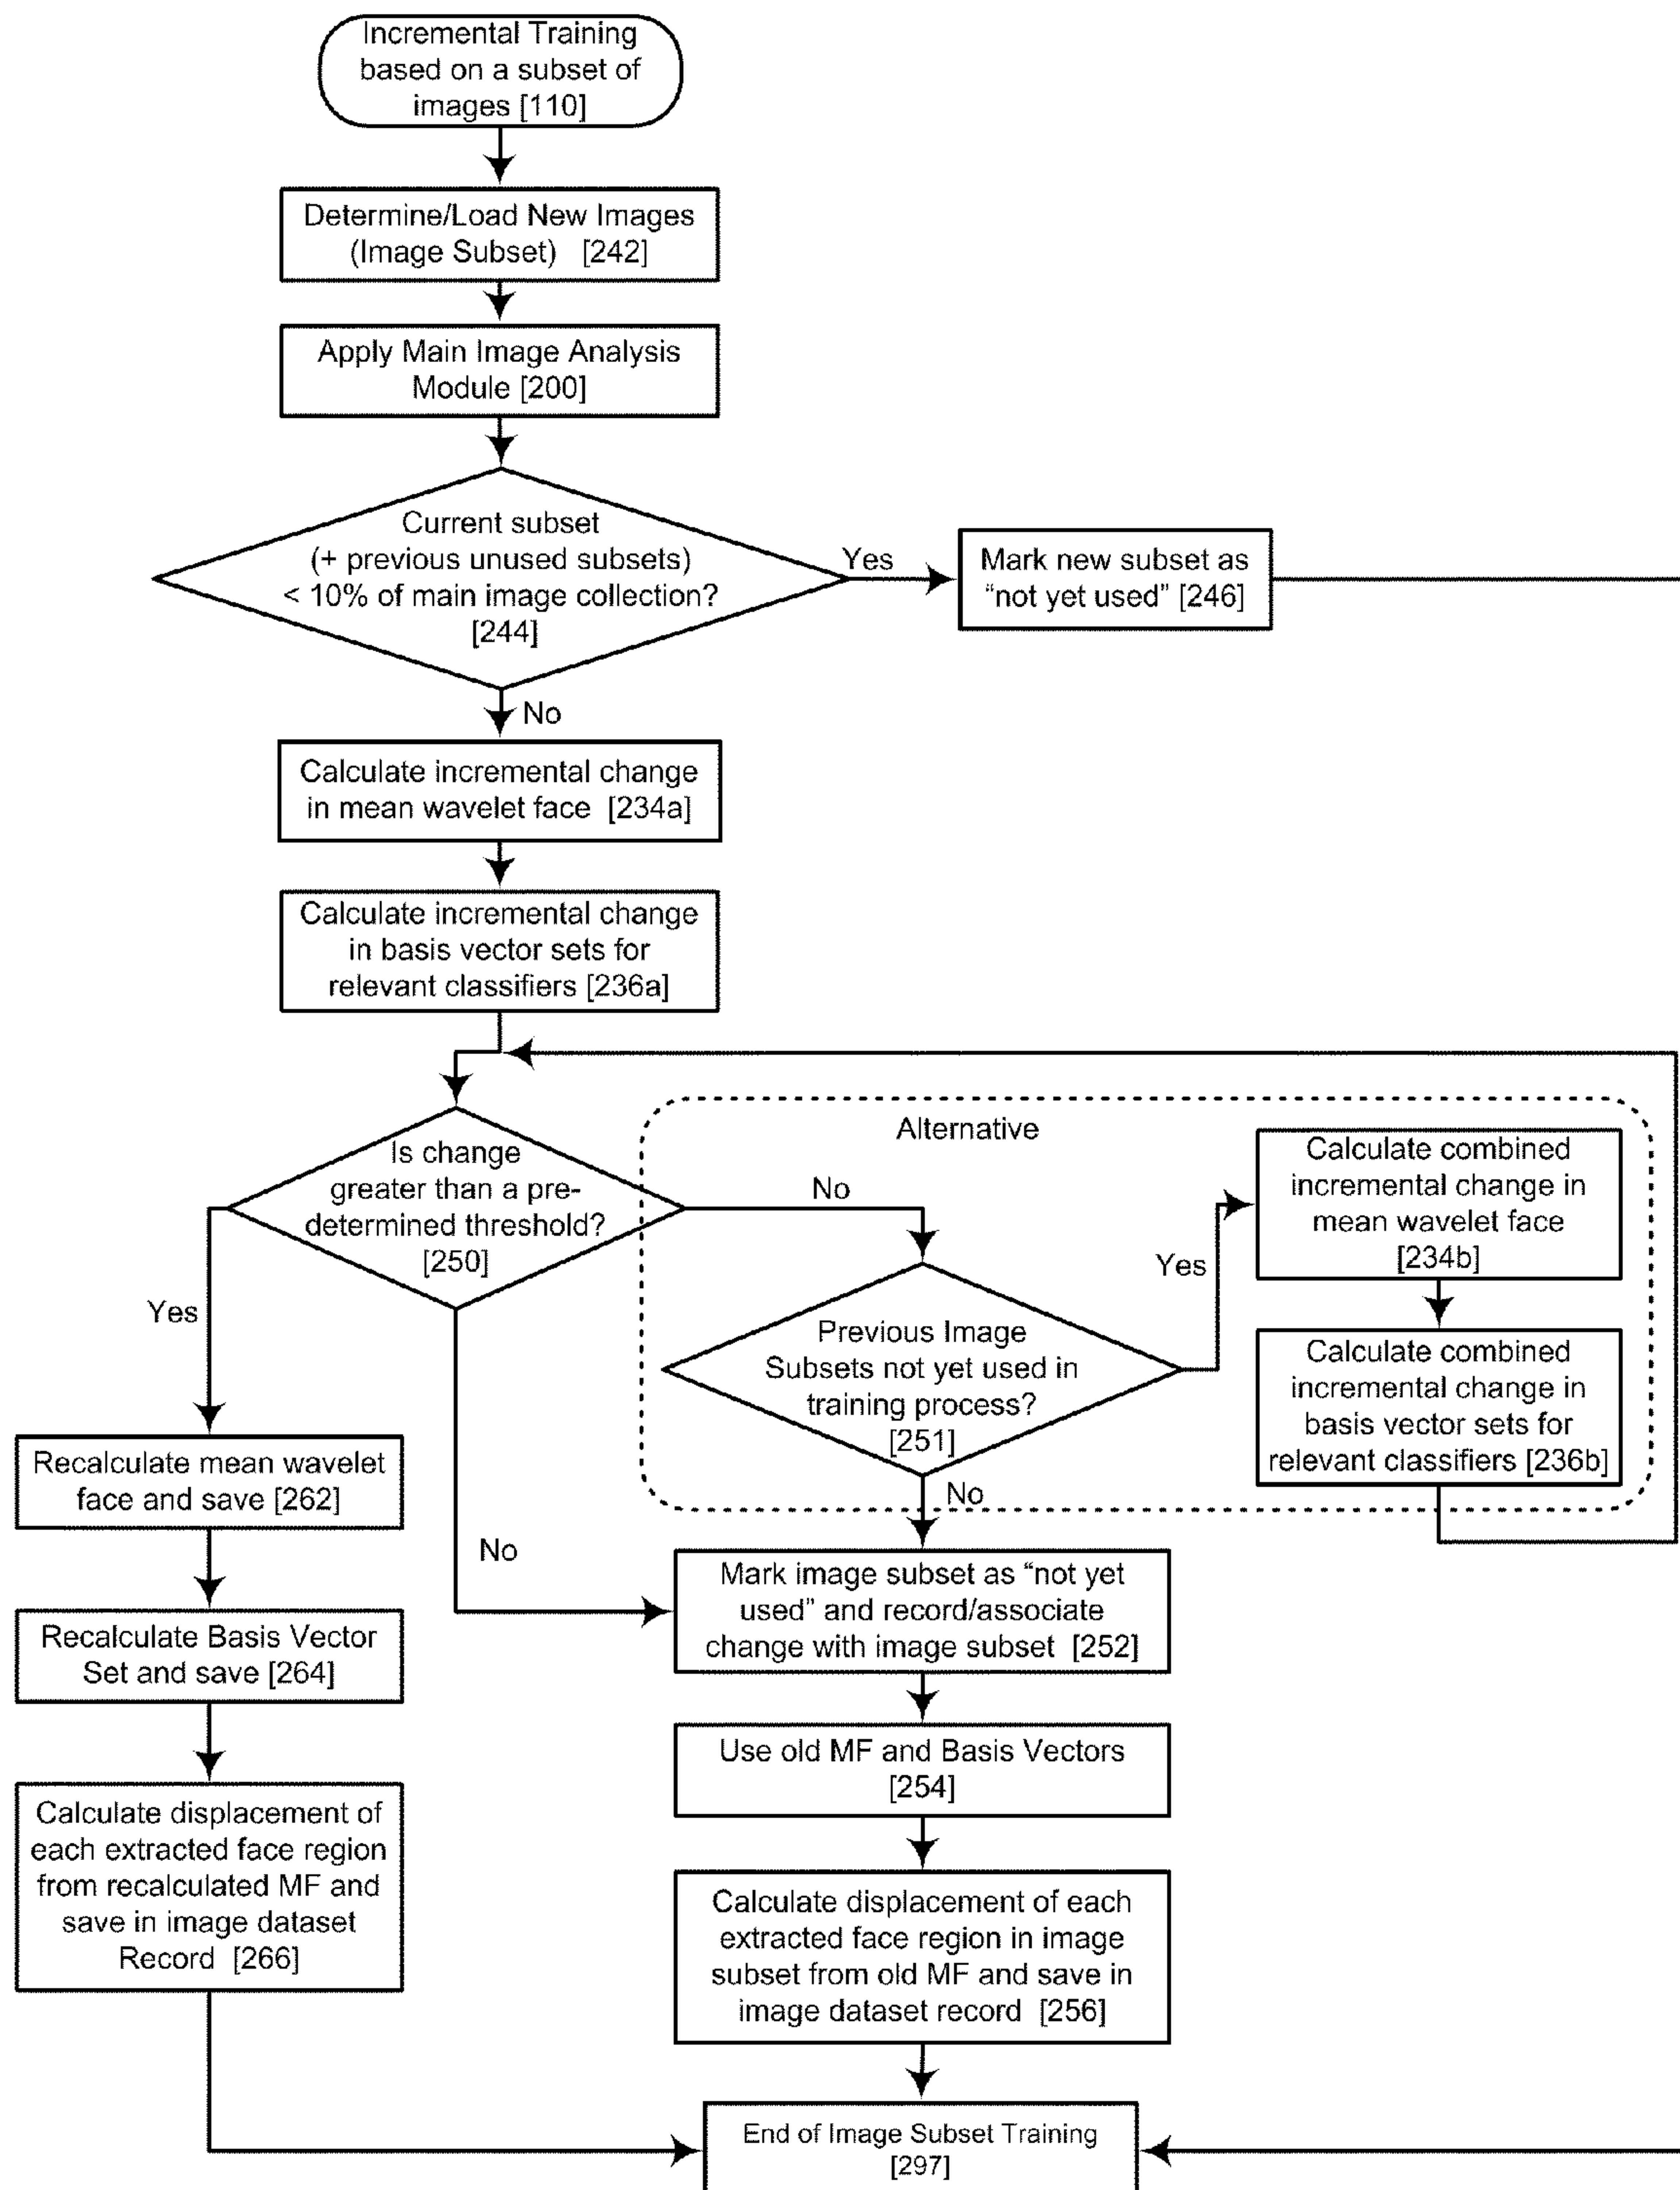 Incremental Training
based on a subset of
images [110]
Determine/Load New Images
(Image Subset) [242]
Apply Main Image Analysis
Module [200]
Current subset
(+ previous unused subsets)
< 10% of main image collection?
[244]
Yes
Mark new subset as
“not yet used” [246]
No
Calculate incremental change
in mean wavelet face [234a]
Calculate incremental change
in basis vector sets for
relevant classifiers [236a]
Is change
greater than a pre-
determined threshold?
[250]
Alternative
No
Previous Image
Subsets not yet used in
training process?
[251]
Yes
Calculate combined
incremental change in
mean wavelet face
[234b]
Calculate combined
incremental change in
basis vector sets for
relevant classifiers [236b]
Yes
No
No
Recalculate mean wavelet
face and save [262]
Recalculate Basis Vector
Set and save [264]
Calculate displacement of
each extracted face region
from recalculated MF and
save in image dataset
Record [266]
Mark image subset as “not yet
used” and record/associate
change with image subset [252]
Use old MF and Basis Vectors
[254]
Calculate displacement of each
extracted face region in image
subset from old MF and save in
image dataset record [256]
End of Image Subset Training
[297]